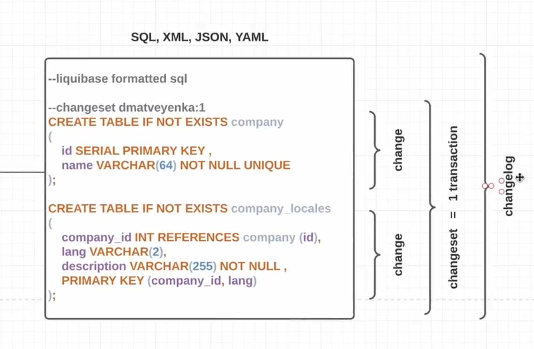 SQL, XML, JSON, YAML
--liquibase formatted sql
--changeset dmatveyenka:1
CREATE TABLE IF NOT EXISTS company
(
id SERIAL PRIMARY KEY ,
name VARCHAR(64) NOT NULL UNIQUE
);
CREATE TABLE IF NOT EXISTS company_locales
(
company_id INT REFERENCES company (id),
lang VARCHAR(2),
description VARCHAR(255) NOT NULL ,
PRIMARY KEY (company_id, lang)
);
change
change
changeset = 1 transaction
changelog